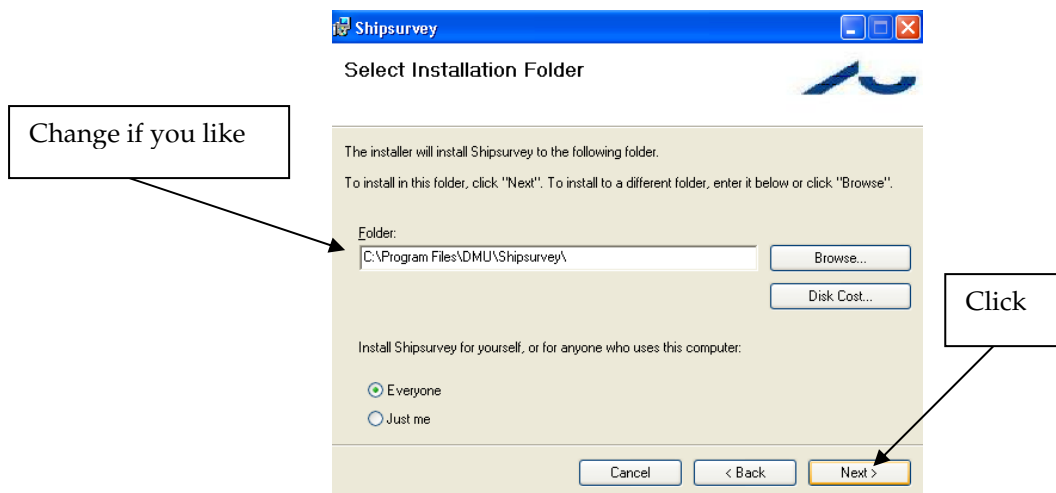 Shipsurvey
Select Installation Folder
Change if you like
The installer will install Shipsurvey to the following folder.
To install in this folder, click "Next". To install to a different folder, enter it below or click "Browse".
Folder:
C:\Program Files\DMU\Shipsurvey\
Browse...
Disk Cost...
Click
Install Shipsurvey for yourself, or for anyone who uses this computer:
Everyone
Just me
Cancel
< Back
Next >